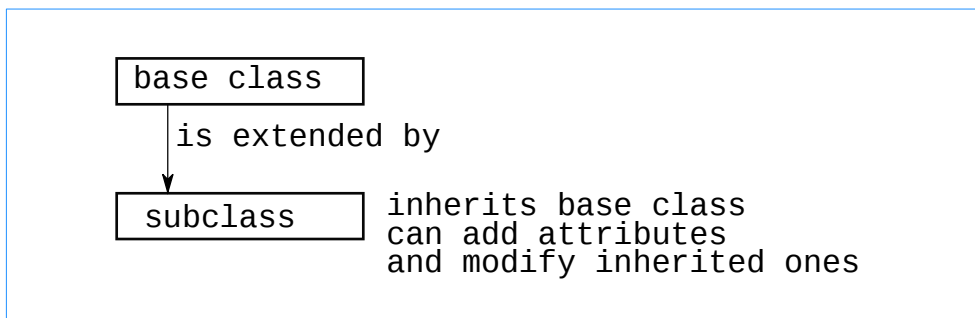 base class
is extended by
subclass
inherits base class
can add attributes
and modify inherited ones